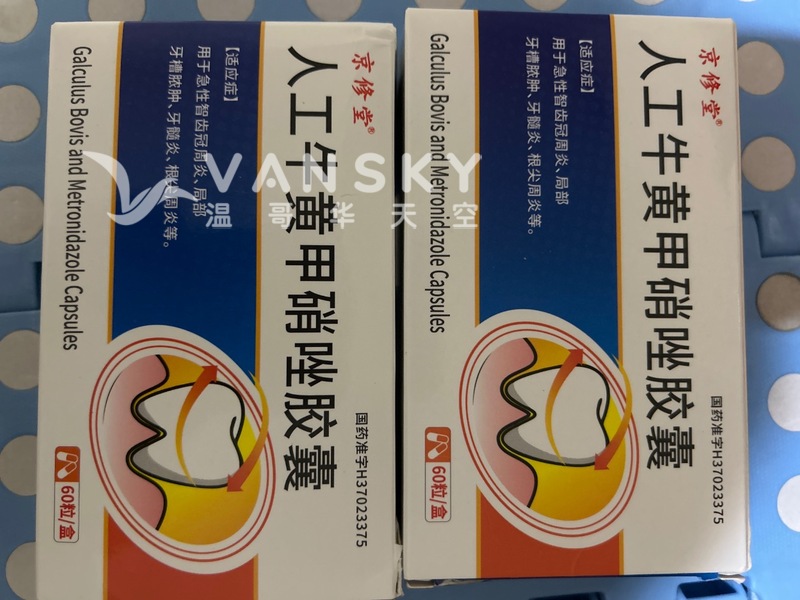 京修堂®
人工牛黄甲硝唑胶囊
Galculus Bovis and Metronidazole Capsules
【适应症】
用于急性智齿冠周炎、局部
牙槽脓肿、牙髓炎、根尖周炎等。
国药准字H37023375
60粒/盒
京修堂®
人工牛黄甲硝唑胶囊
Galculus Bovis and Metronidazole Capsules
【适应症】
用于急性智齿冠周炎、局部
牙槽脓肿、牙髓炎、根尖周炎等。
国药准字H37023375
60粒/盒
VANSKY
温哥华天空